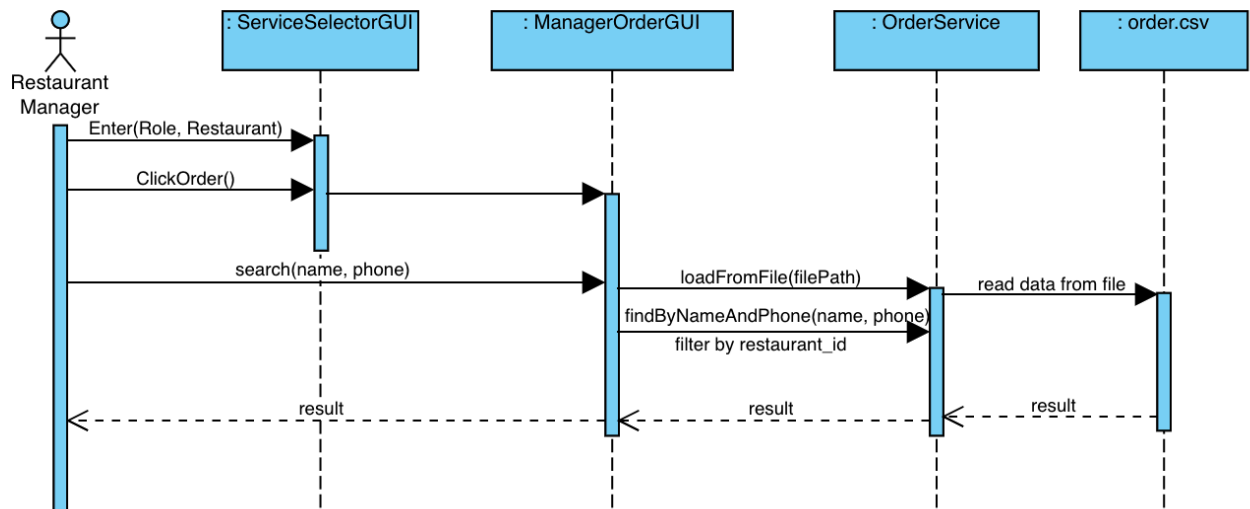 : ServiceSelectorGUI
: ManagerOrderGUI
: OrderService
: order.csv
Restaurant
Manager
Enter(Role, Restaurant)
ClickOrder()
search(name, phone)
loadFromFile(filePath)
read data from file
findByNameAndPhone(name, phone)
filter by restaurant_id
result
result
result